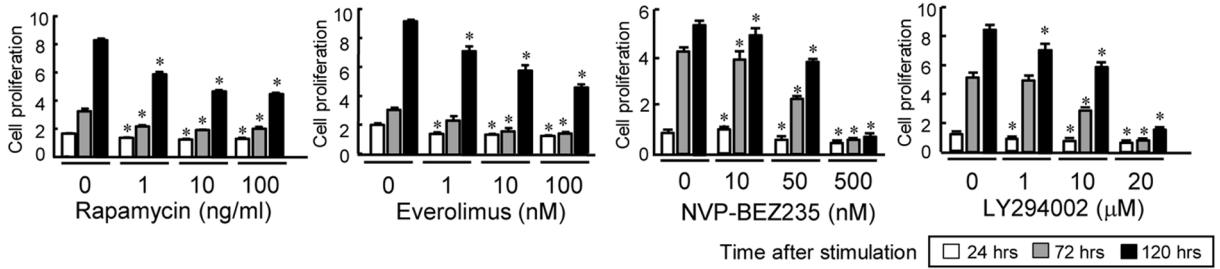 Cell proliferation
10
8
6
4
2
0
* * * * * * * * *
0 1 10 100
Rapamycin (ng/ml)
Cell proliferation
10
8
6
4
2
0
* * * * * * * *
0 1 10 100
Everolimus (nM)
Cell proliferation
6
4
2
0
* * * * * * * * *
0 10 50 500
NVP-BEZ235 (nM)
Cell proliferation
10
8
6
4
2
0
* * * * * * * *
0 1 10 20
LY294002 (μM)
Time after stimulation 24 hrs 72 hrs 120 hrs